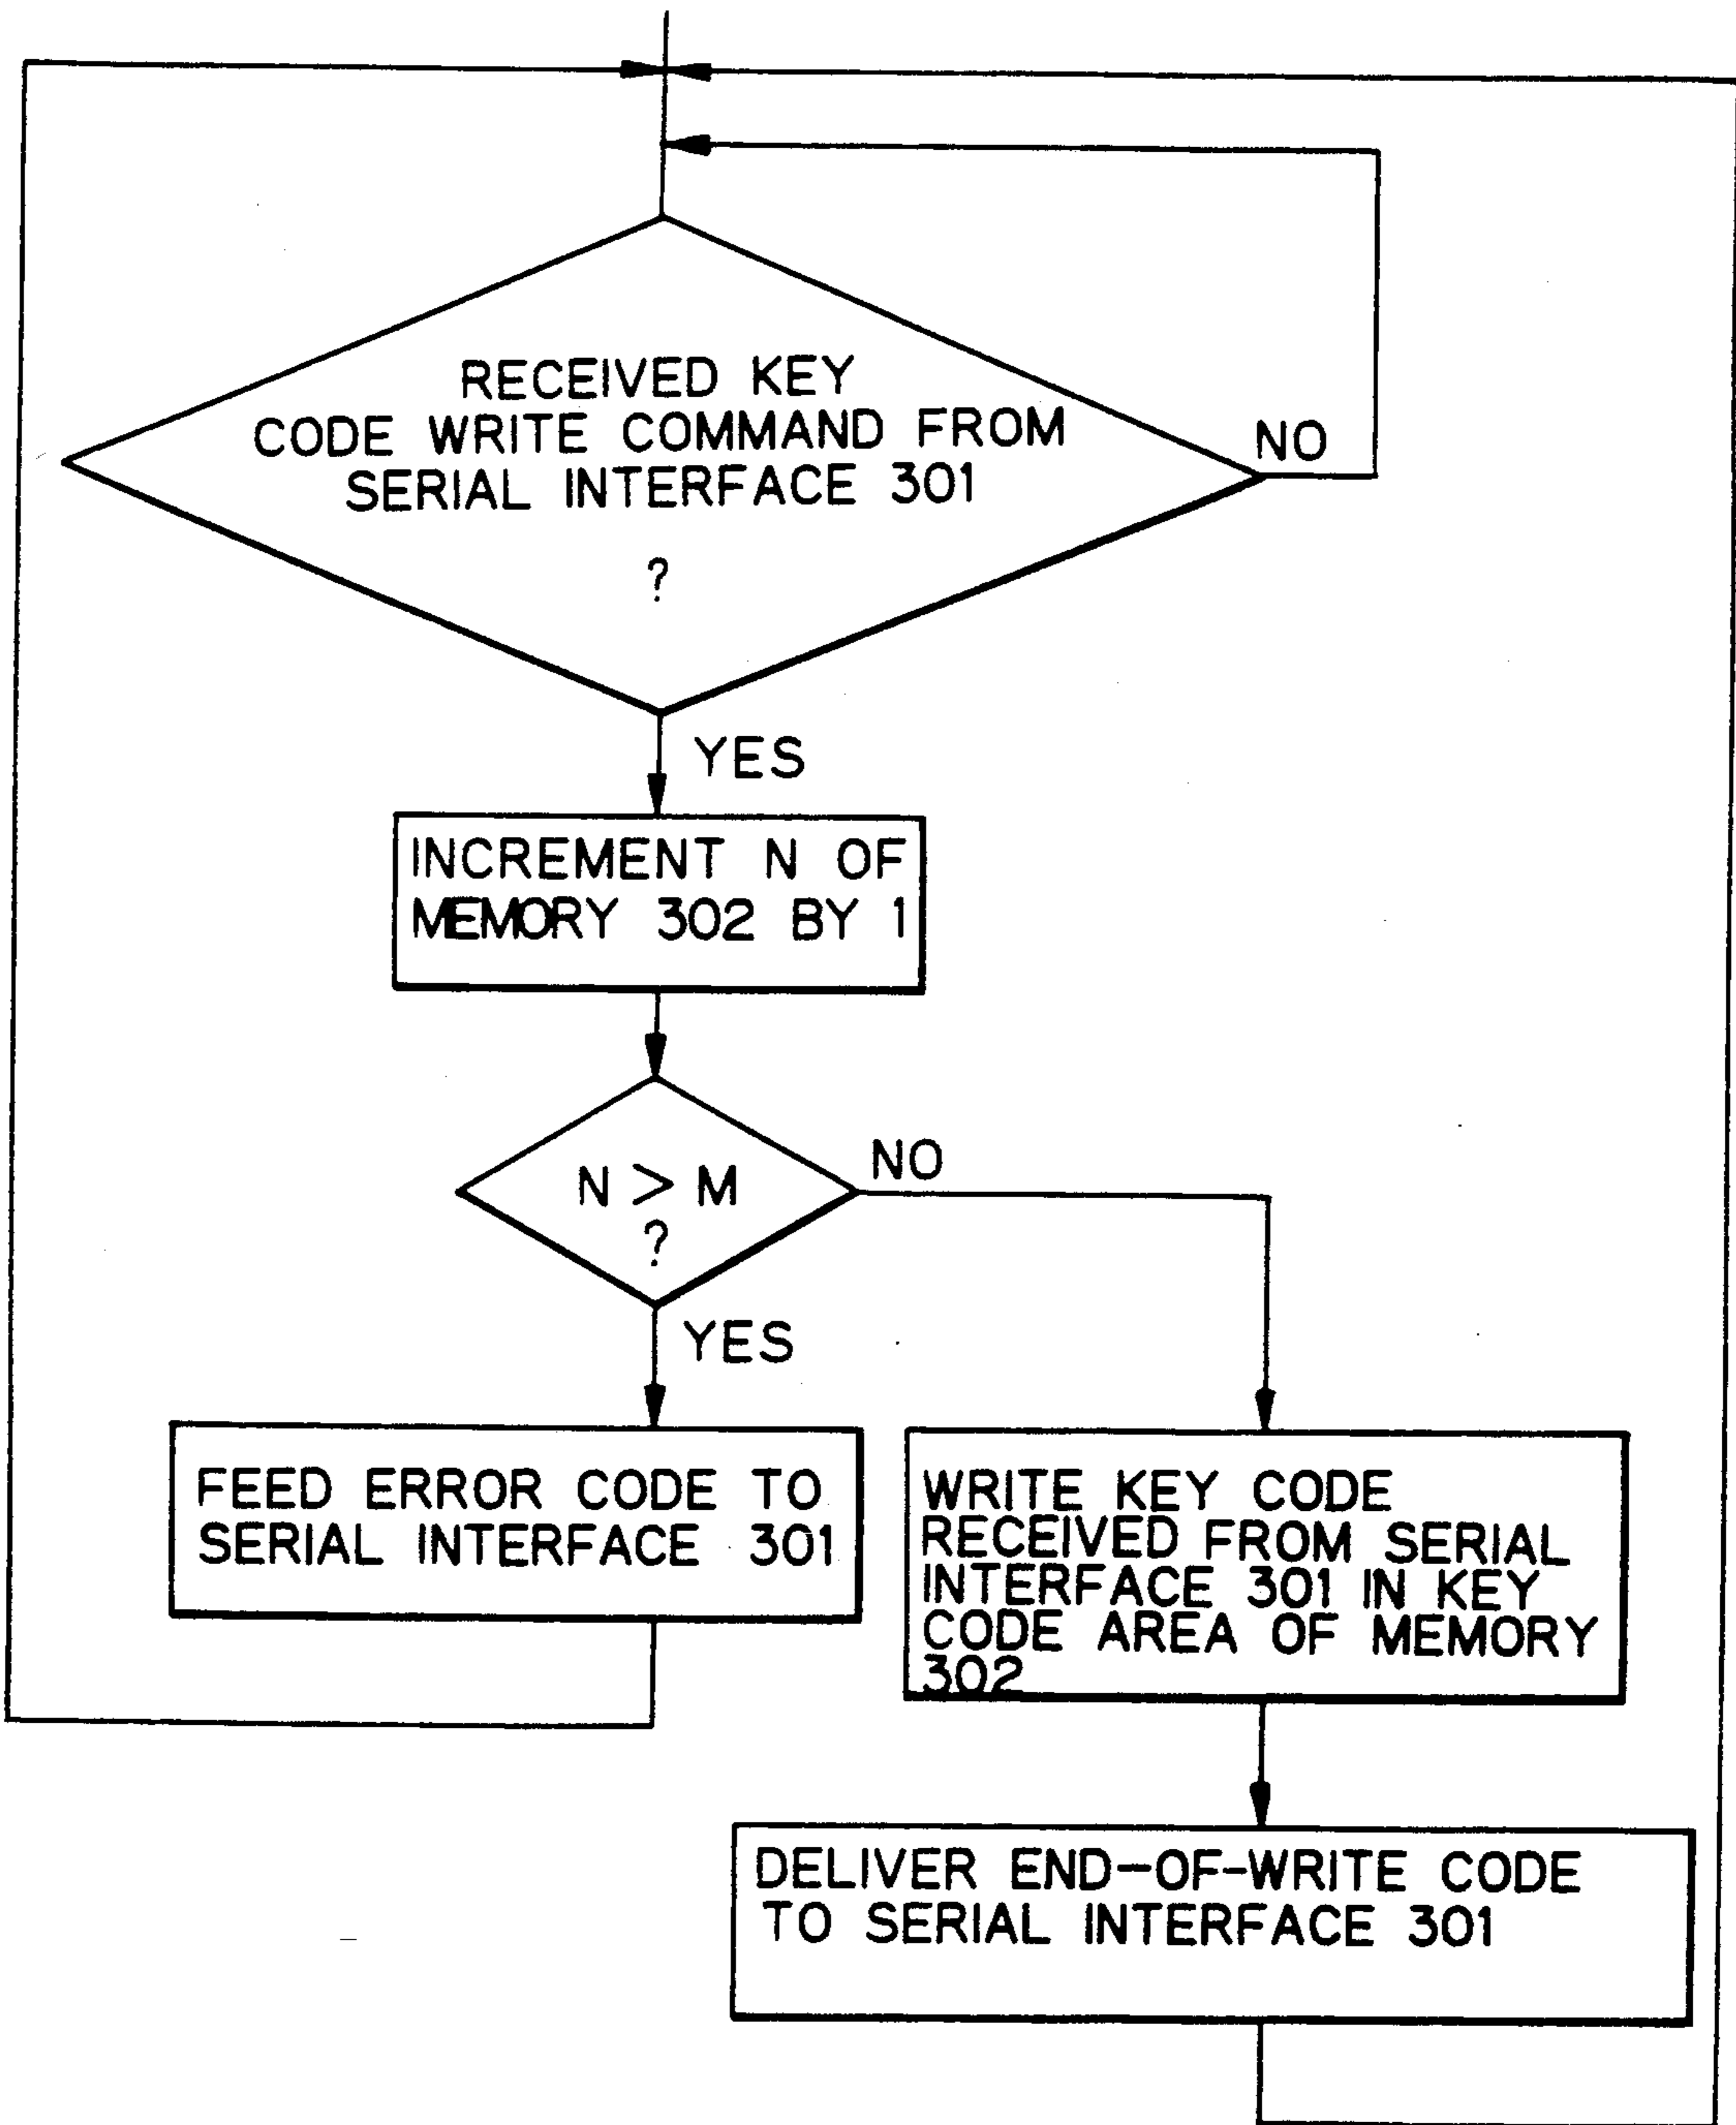 RECEIVED KEY
CODE WRITE COMMAND FROM
SERIAL INTERFACE 301
?
NO
YES
INCREMENT N OF
MEMORY 302 BY 1
N > M
?
NO
YES
FEED ERROR CODE TO
SERIAL INTERFACE 301
WRITE KEY CODE
RECEIVED FROM SERIAL
INTERFACE 301 IN KEY
CODE AREA OF MEMORY
302
DELIVER END-OF-WRITE CODE
TO SERIAL INTERFACE 301